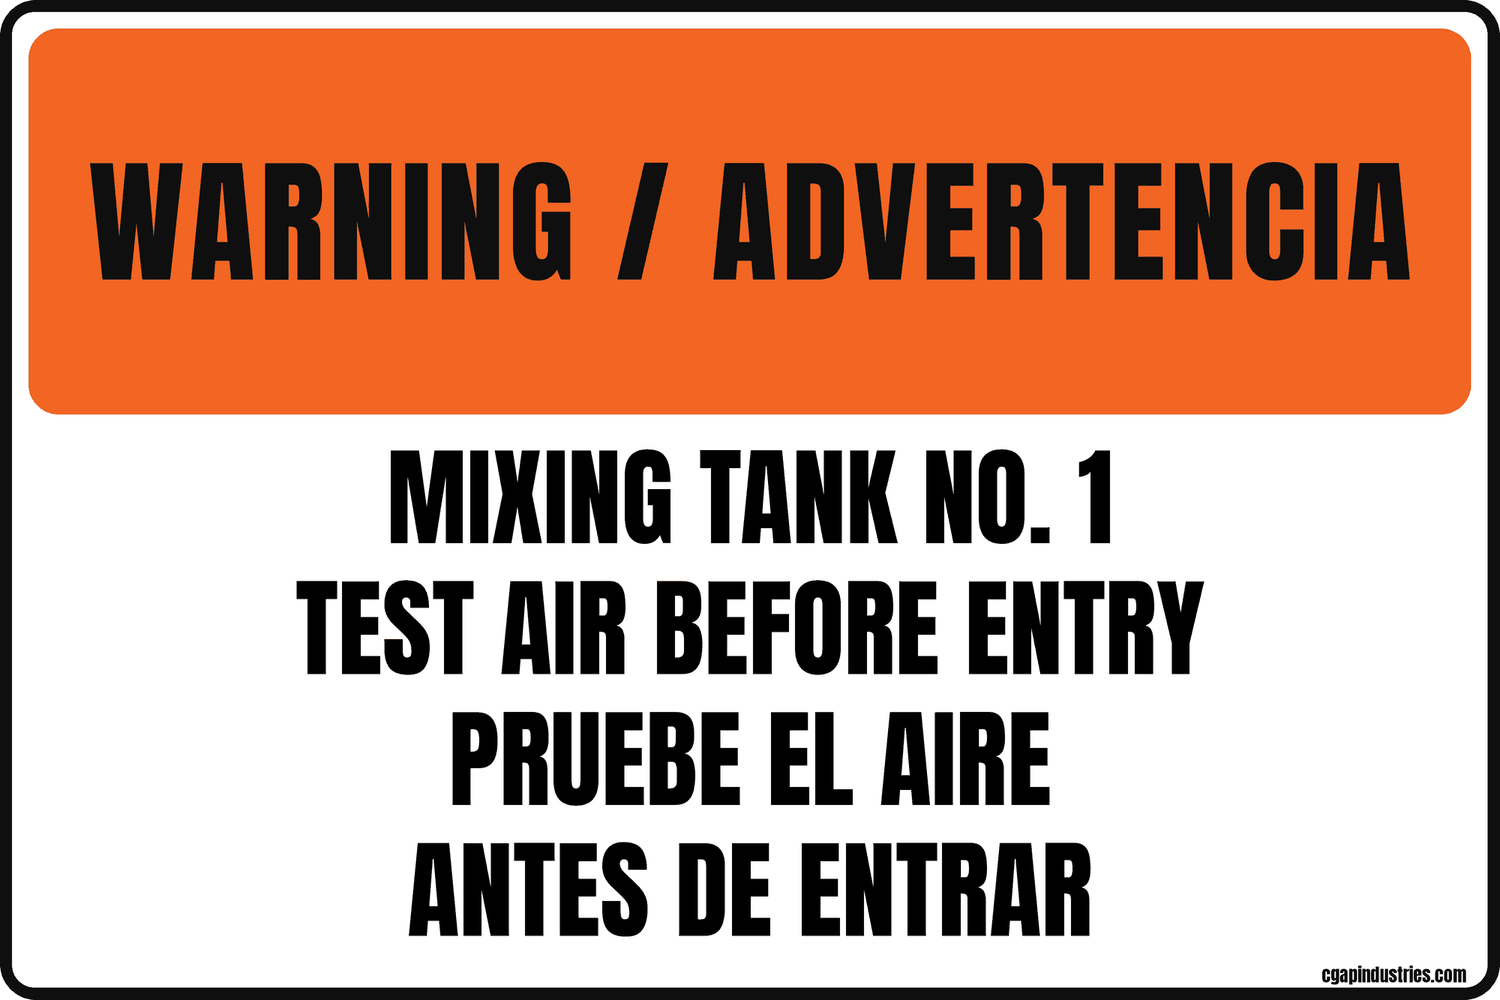 WARNING / ADVERTENCIA
MIXING TANK NO. 1
TEST AIR BEFORE ENTRY
PRUEBE EL AIRE
ANTES DE ENTRAR
cgapindustries.com